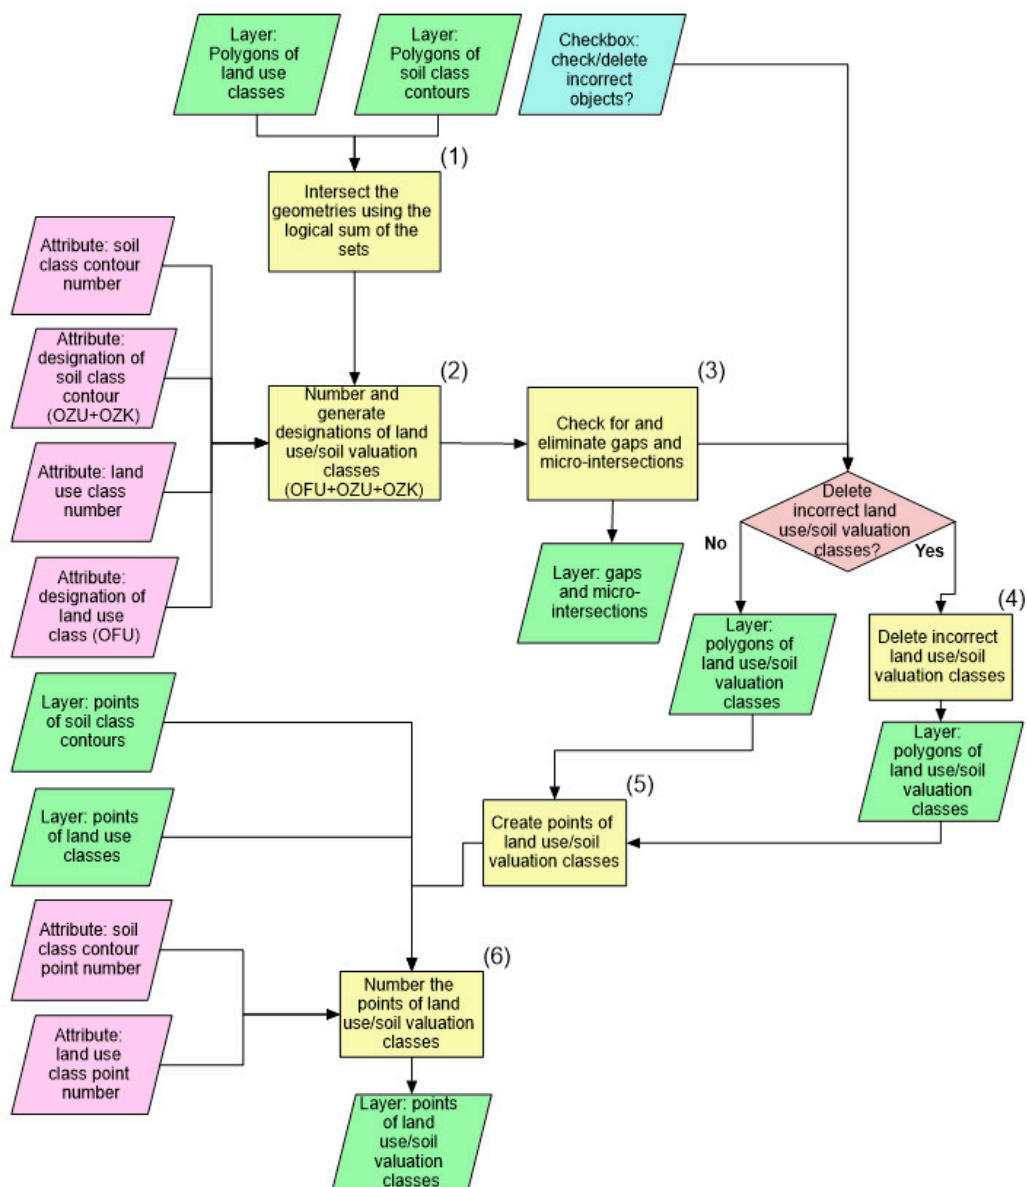 Layer:
Polygons of
land use
classes
Layer:
Polygons of
soil class
contours
Checkbox:
check/delete
incorrect
objects?
(1)
Intersect the
geometries using the
logical sum of the
sets
Attribute: soil
class contour
number
Attribute:
designation of
soil class
contour
(OZU+OZK)
Attribute: land
use class
number
Attribute:
designation of
land use
class (OFU)
(2)
Number and
generate
designations of land
use/soil valuation
classes
(OFU+OZU+OZK)
(3)
Check for and
eliminate gaps and
micro-intersections
Layer: gaps
and micro-
intersections
Delete
incorrect land
use/soil valuation
classes?
No
Yes
Layer:
polygons of
land use/soil
valuation
classes
(4)
Delete incorrect
land use/soil
valuation classes
Layer:
polygons of
land use/soil
valuation
classes
Layer: points
of soil class
contours
Layer: points
of land use
classes
(5)
Create points of
land use/soil
valuation classes
Attribute: soil
class contour
point number
Attribute:
land use
class point
number
(6)
Number the
points of land
use/soil valuation
classes
Layer: points
of land
use/soil
valuation
classes